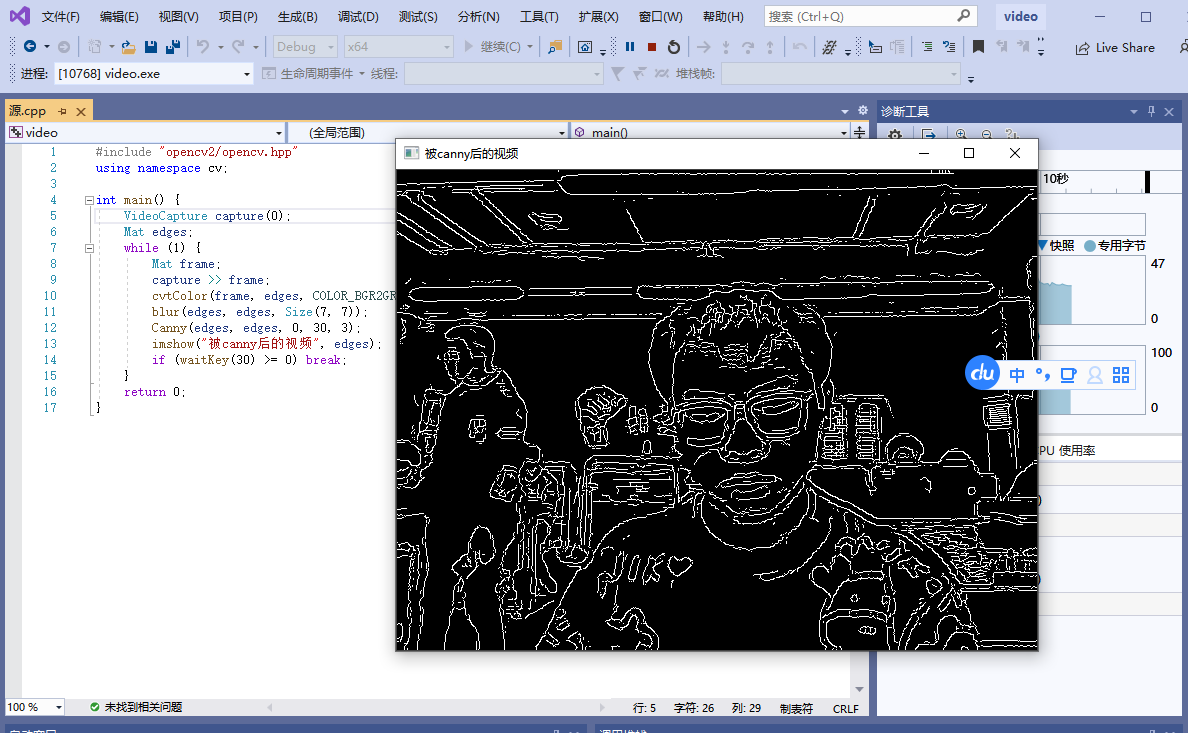 文件(F) 编辑(E) 视图(V) 项目(P) 生成(B) 调试(D) 测试(S) 分析(N) 工具(T) 扩展(X) 窗口(W) 帮助(H) 搜索 (Ctrl+Q) video
Debug x64 继续(C) Live Share
进程: [10768] video.exe 生命周期事件 线程: 堆栈帧:
源.cpp 诊断工具
video (全局范围) main()
被canny后的视频
10秒
快照 专用字节
47
0
100
0
PU 使用率
1 #include "opencv2/opencv.hpp"
2 using namespace cv;
3
4 int main() {
5 VideoCapture capture(0);
6 Mat edges;
7 while (1) {
8 Mat frame;
9 capture >> frame;
10 cvtColor(frame, edges, COLOR_BGR2GR
11 blur(edges, edges, Size(7, 7));
12 Canny(edges, edges, 0, 30, 3);
13 imshow("被canny后的视频", edges);
14 if (waitKey(30) >= 0) break;
15 }
16 return 0;
17 }
du 中
100 % 未找到相关问题 行: 5 字符: 26 列: 29 制表符 CRLF